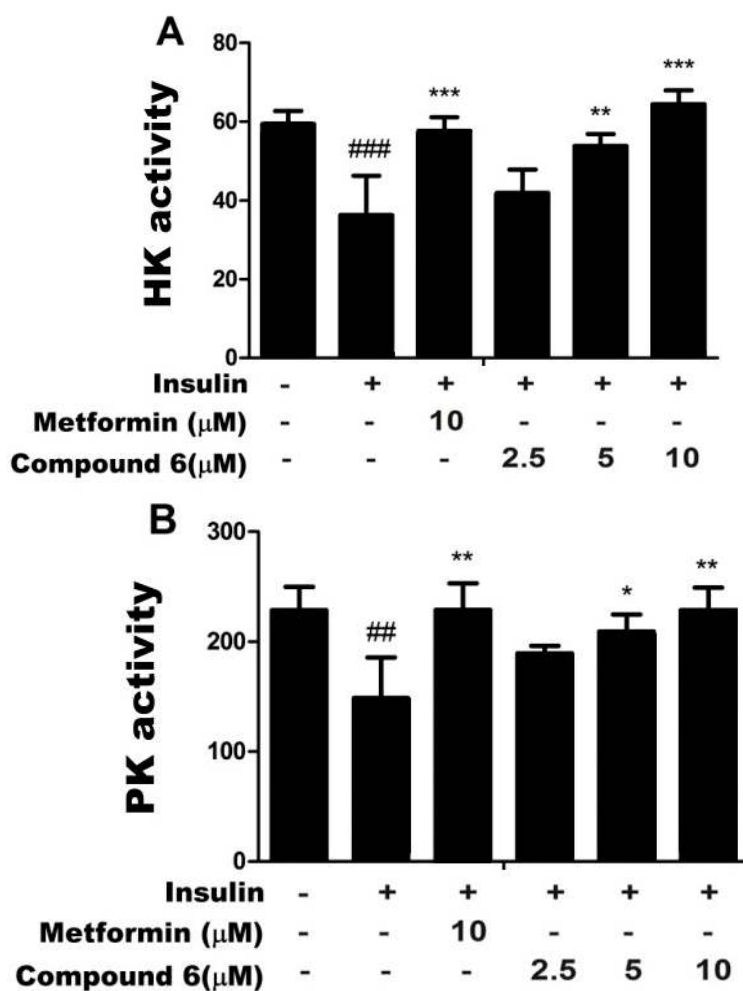 A
HK activity
80
60
40
20
0
###
***
**
***
Insulin - + + + + +
Metformin (μM) - - 10 - - -
Compound 6(μM) - - - 2.5 5 10
B
PK activity
300
200
100
0
##
**
*
**
Insulin - + + + + +
Metformin (μM) - - 10 - - -
Compound 6(μM) - - - 2.5 5 10